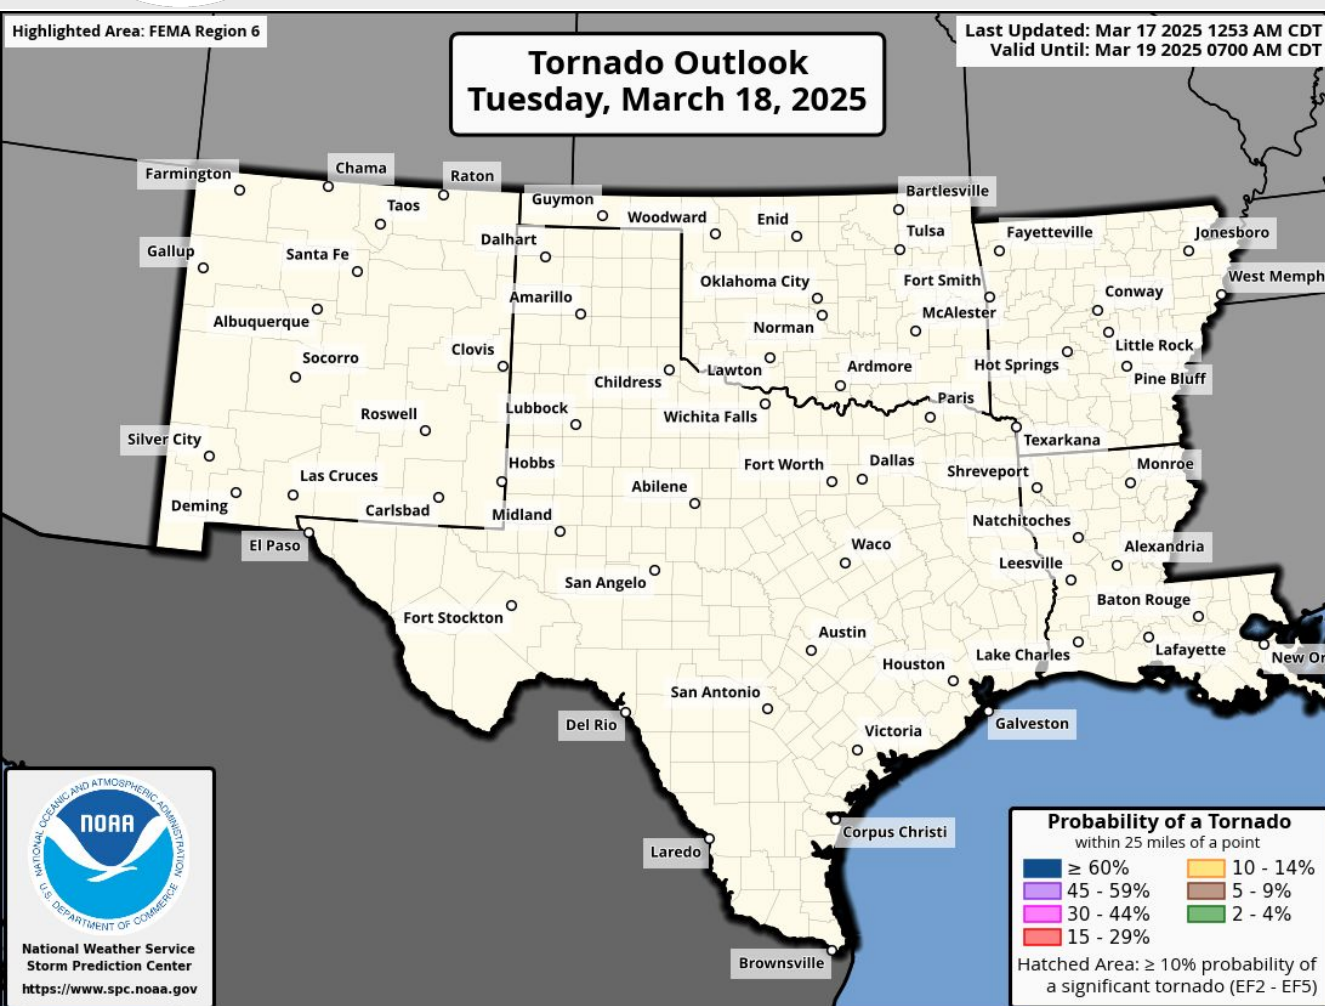 Highlighted Area: FEMA Region 6
Last Updated: Mar 17 2025 1253 AM CDT
Valid Until: Mar 19 2025 0700 AM CDT
Tornado Outlook
Tuesday, March 18, 2025
Farmington
Chama
Raton
Guymon
Bartlesville
Taos
Woodward
Enid
Tulsa
Fayetteville
Jonesboro
Gallup
Santa Fe
Dalhart
Oklahoma City
Fort Smith
West Memph
Albuquerque
Amarillo
Norman
McAlester
Conway
Little Rock
Socorro
Clovis
Childress
Lawton
Ardmore
Hot Springs
Pine Bluff
Roswell
Lubbock
Wichita Falls
Paris
Texarkana
Silver City
Las Cruces
Hobbs
Abilene
Fort Worth
Dallas
Shreveport
Monroe
Deming
Carlsbad
Midland
Natchitoches
El Paso
San Angelo
Waco
Leesville
Alexandria
Fort Stockton
Austin
Baton Rouge
Houston
Lake Charles
Lafayette
New Or
San Antonio
Del Rio
Victoria
Galveston
Corpus Christi
Laredo
Brownsville
NATIONAL OCEANIC AND ATMOSPHERIC ADMINISTRATION
NOAA
U.S. DEPARTMENT OF COMMERCE
National Weather Service
Storm Prediction Center
https://www.spc.noaa.gov
Probability of a Tornado
within 25 miles of a point
≥ 60%
10 - 14%
45 - 59%
5 - 9%
30 - 44%
2 - 4%
15 - 29%
Hatched Area: ≥ 10% probability of
a significant tornado (EF2 - EF5)